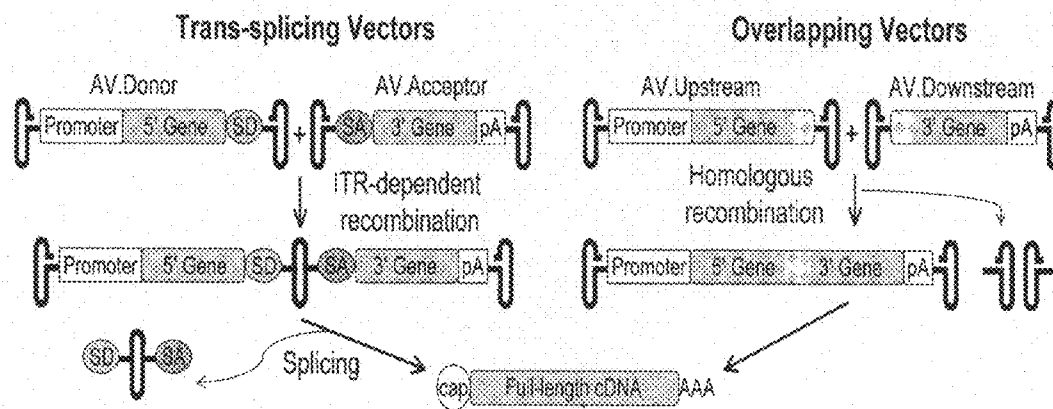 Trans-splicing Vectors
Overlapping Vectors
AV.Donor
AV.Acceptor
AV.Upstream
AV.Downstream
Promoter 5' Gene SD + SA 3' Gene pA
Promoter 5' Gene + 3' Gene pA
ITR-dependent
recombination
Homologous
recombination
Promoter 5' Gene SD SA 3' Gene pA
Promoter 5' Gene 3' Gene pA
SD SA
Splicing
cap Full-length cDNA AAA